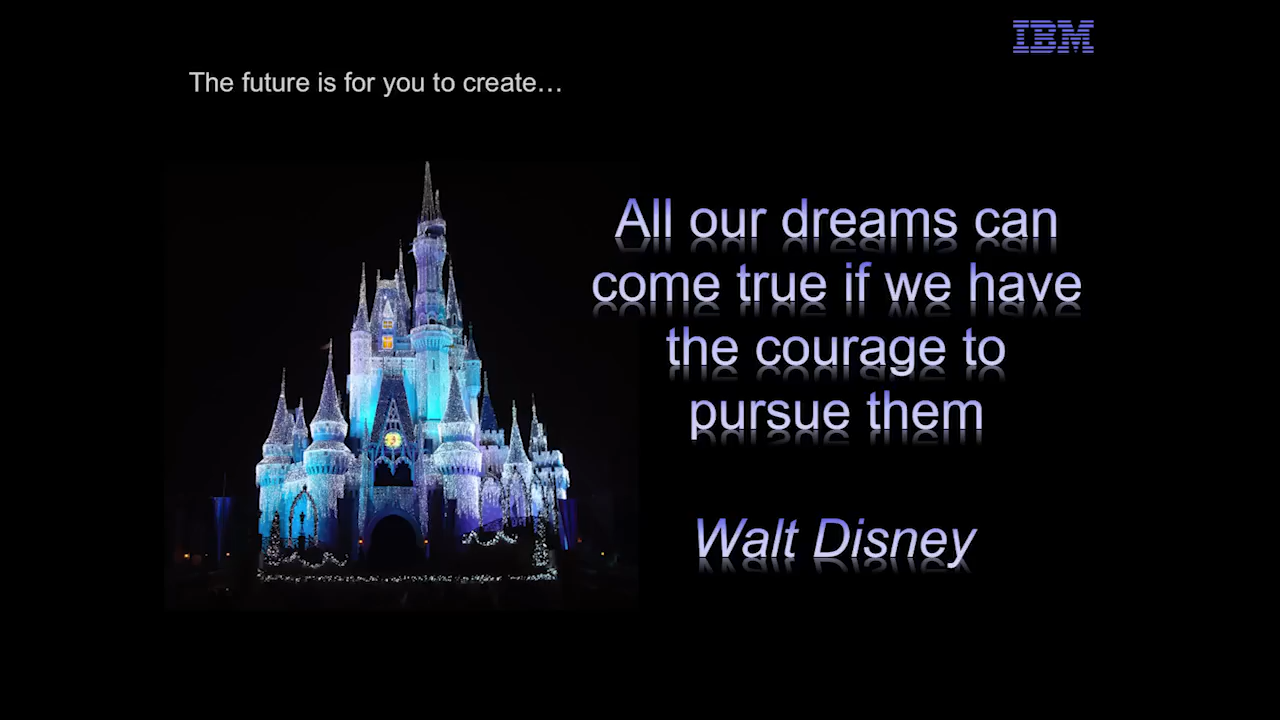 IBM
The future is for you to create…
All our dreams can
come true if we have
the courage to
pursue them
Walt Disney